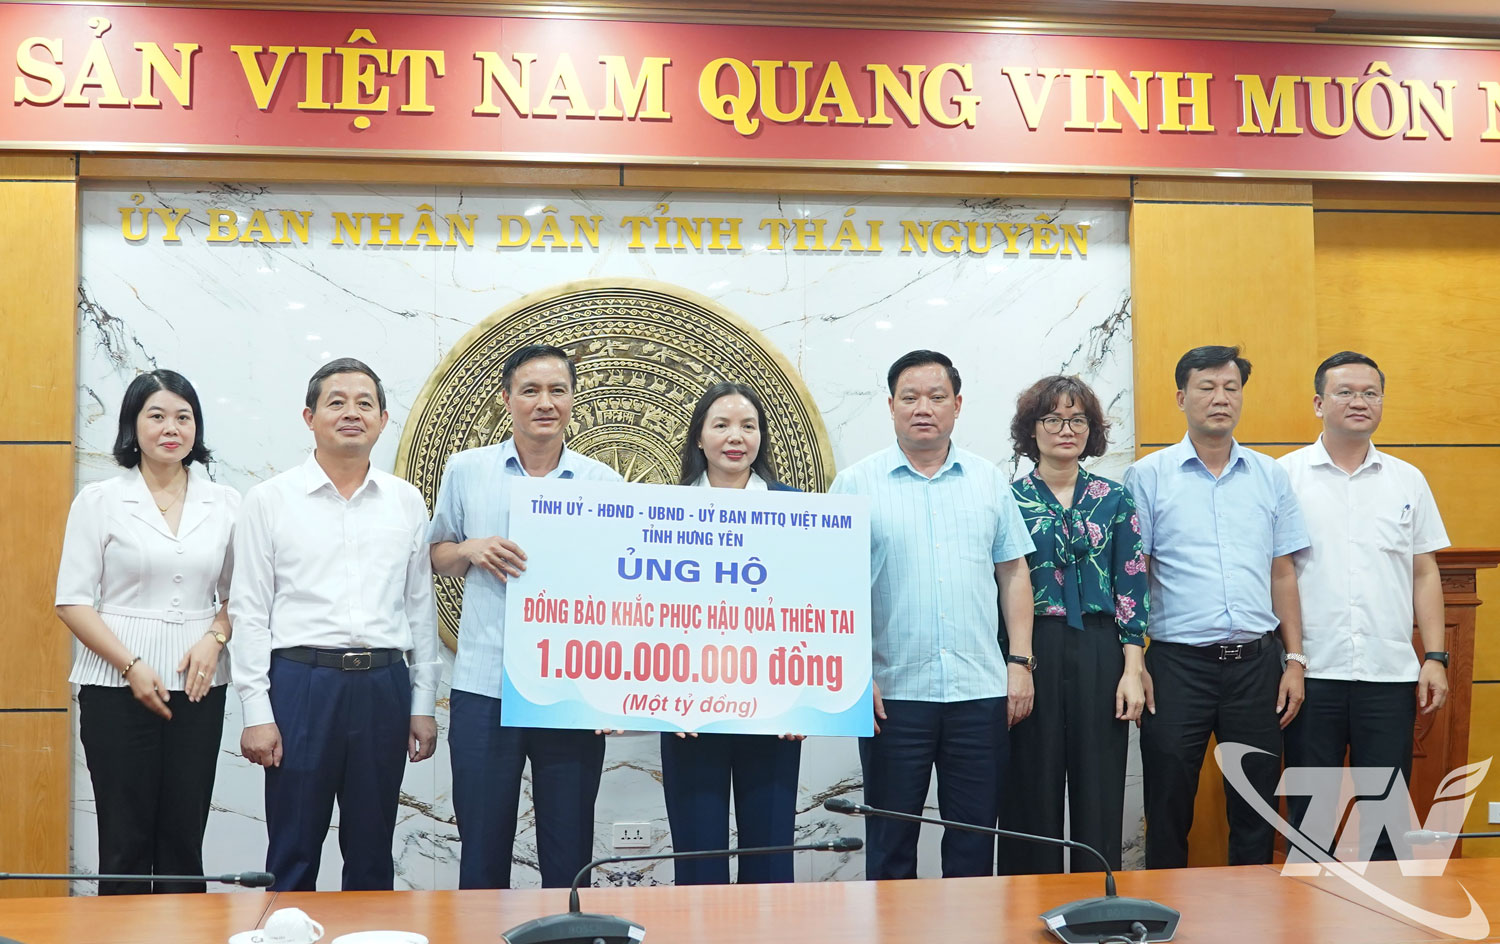 SẢN VIỆT NAM QUANG VINH MUÔN N
ỦY BAN NHÂN DÂN TỈNH THÁI NGUYÊN
TỈNH UỶ - HĐND - UBND - UỶ BAN MTTQ VIỆT NAM
TỈNH HƯNG YÊN
ỦNG HỘ
ĐỒNG BÀO KHẮC PHỤC HẬU QUẢ THIÊN TAI
1.000.000.000 đồng
(Một tỷ đồng)
TN
BOSCH